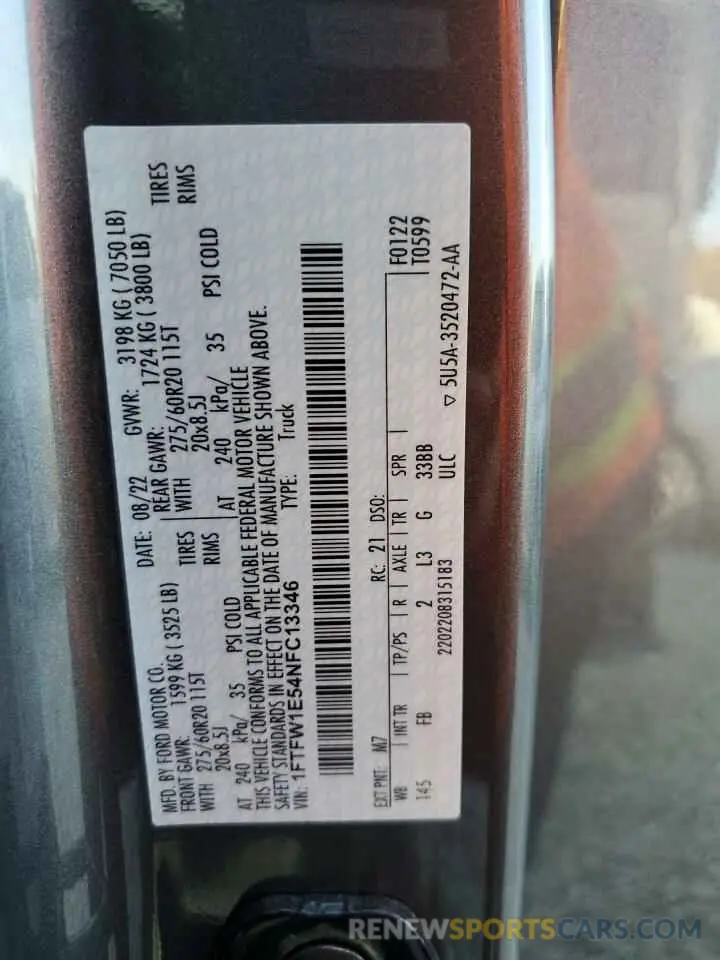 MFD. BY FORD MOTOR CO.
DATE: 08/22 GVWR: 3198 KG ( 7050 LB)
FRONT GAWR: 1599 KG ( 3525 LB) REAR GAWR: 1724 KG ( 3800 LB)
WITH 275/60R20 115T TIRES WITH 275/60R20 115T TIRES
20x8.5J RIMS 20x8.5J RIMS
AT 240 kPa/ 35 PSI COLD AT 240 kPa/ 35 PSI COLD
THIS VEHICLE CONFORMS TO ALL APPLICABLE FEDERAL MOTOR VEHICLE
SAFETY STANDARDS IN EFFECT ON THE DATE OF MANUFACTURE SHOWN ABOVE.
VIN: 1FTFW1E54NFC13346 TYPE: Truck
EXT PNT: M7 RC: 21 DSO: F0122
WB INT TR TP/PS R AXLE TR SPR T0599
145 FB 2 L3 G 33BB
2202208315183 ULC
▽ 5U5A-3520472-AA
RENEWSPORTSCARS.COM